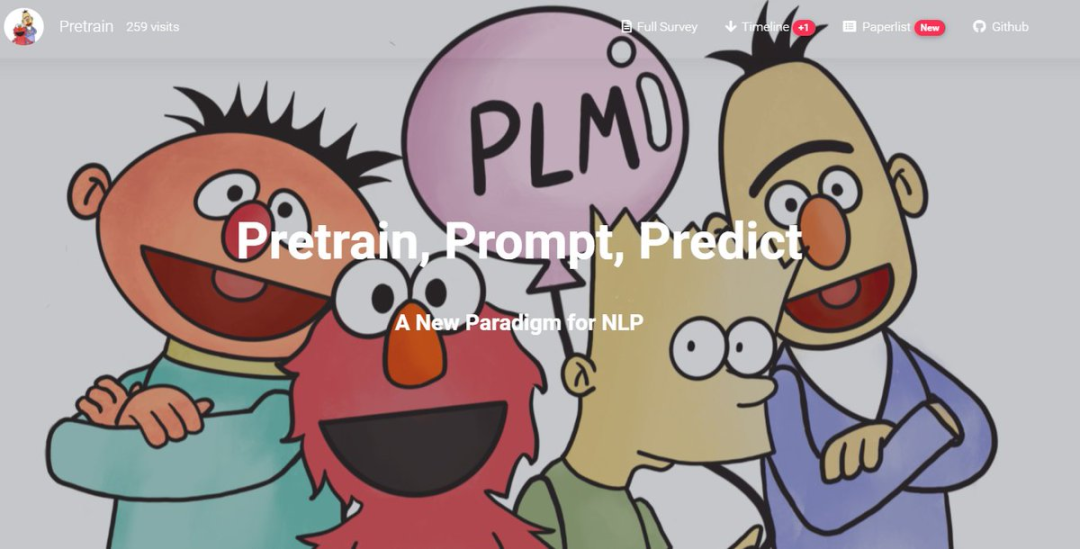 Pretrain 259 visits Full Survey Timeline +1 Paperlist New Github
PLM
Pretrain, Prompt, Predict
A New Paradigm for NLP